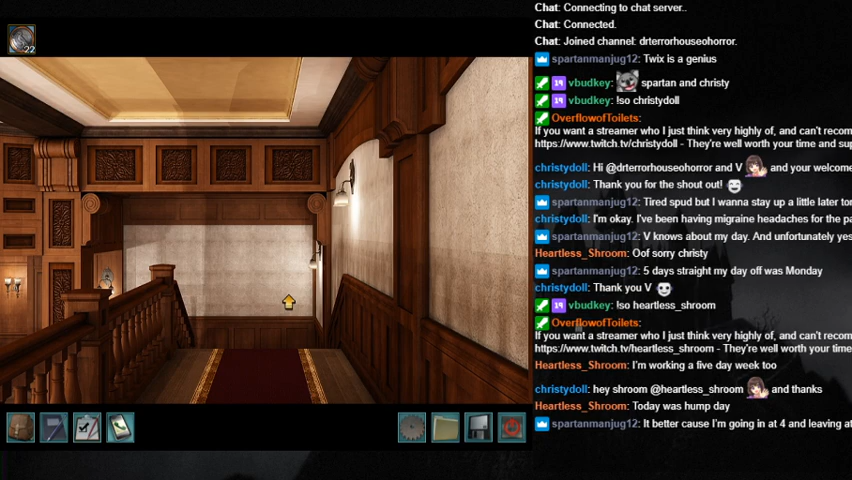 22
Chat: Connecting to chat server..
Chat: Connected.
Chat: Joined channel: drterrorhouseohorror.
spartanmanjug12: Twix is a genius
19 vbudkey: spartan and christy
19 vbudkey: !so christydoll
OverflowofToilets:
If you want a streamer who I just think very highly of, and can't recom
https://www.twitch.tv/christydoll - They're well worth your time and sup
christydoll: Hi @drterrorhouseohorror and V and your welcome
christydoll: Thank you for the shout out!
spartanmanjug12: Tired spud but I wanna stay up a little later ton
christydoll: I'm okay. I've been having migraine headaches for the pa
spartanmanjug12: V knows about my day. And unfortunately yes
Heartless_Shroom: Oof sorry christy
spartanmanjug12: 5 days straight my day off was Monday
christydoll: Thank you V
19 vbudkey: !so heartless_shroom
OverflowofToilets:
If you want a streamer who I just think very highly of, and can't recom
https://www.twitch.tv/heartless_shroom - They're well worth your time
Heartless_Shroom: I'm working a five day week too
christydoll: hey shroom @heartless_shroom and thanks
Heartless_Shroom: Today was hump day
spartanmanjug12: It better cause I'm going in at 4 and leaving at